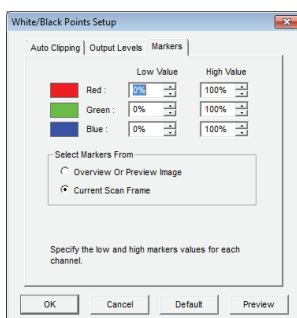 White/Black Points Setup
Auto Clipping Output Levels Markers
Low Value High Value
Red : 0% 100%
Green : 0% 100%
Blue : 0% 100%
Select Markers From
Overview Or Preview Image
Current Scan Frame
Specify the low and high markers values for each
channel.
OK Cancel Default Preview